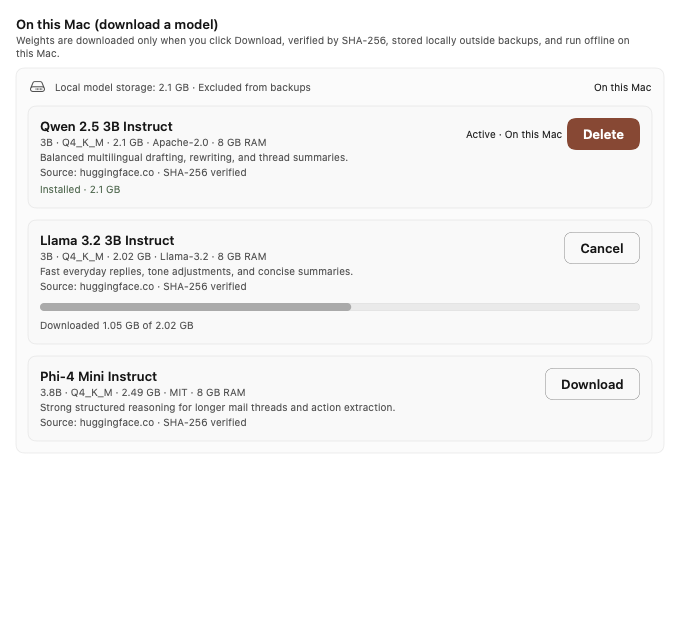 On this Mac (download a model)
Weights are downloaded only when you click Download, verified by SHA-256, stored locally outside backups, and run offline on
this Mac.
Local model storage: 2.1 GB · Excluded from backups
On this Mac
Qwen 2.5 3B Instruct
Active · On this Mac
Delete
3B · Q4_K_M · 2.1 GB · Apache-2.0 · 8 GB RAM
Balanced multilingual drafting, rewriting, and thread summaries.
Source: huggingface.co · SHA-256 verified
Installed · 2.1 GB
Llama 3.2 3B Instruct
Cancel
3B · Q4_K_M · 2.02 GB · Llama-3.2 · 8 GB RAM
Fast everyday replies, tone adjustments, and concise summaries.
Source: huggingface.co · SHA-256 verified
Downloaded 1.05 GB of 2.02 GB
Phi-4 Mini Instruct
Download
3.8B · Q4_K_M · 2.49 GB · MIT · 8 GB RAM
Strong structured reasoning for longer mail threads and action extraction.
Source: huggingface.co · SHA-256 verified